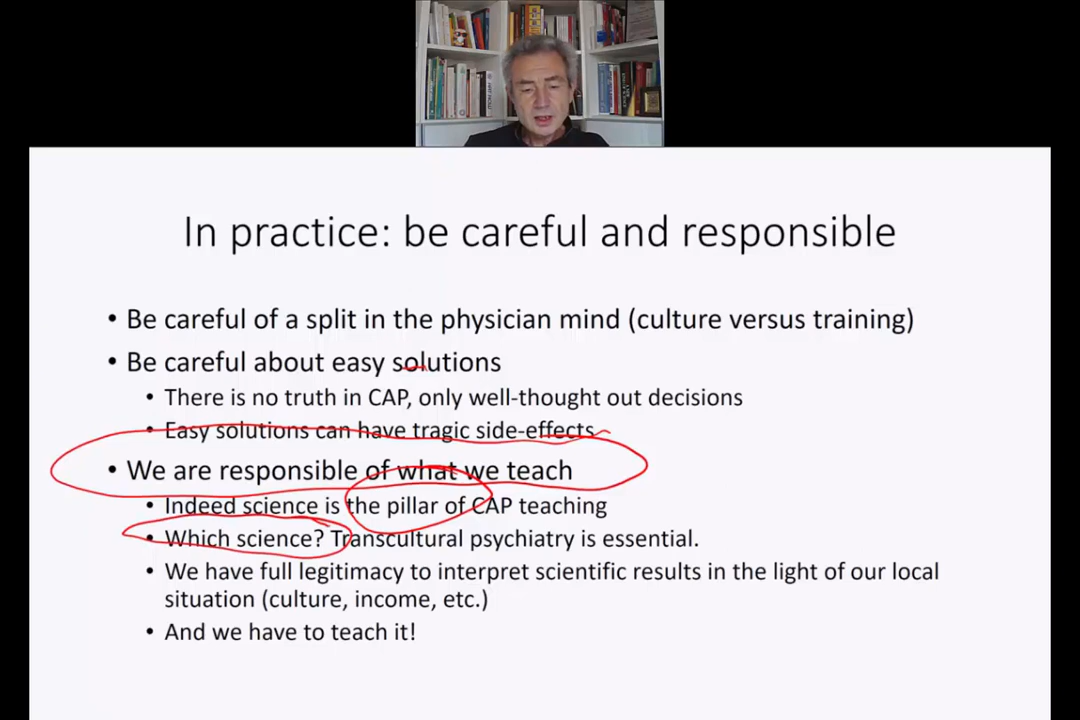 In practice: be careful and responsible
• Be careful of a split in the physician mind (culture versus training)
• Be careful about easy solutions
• There is no truth in CAP, only well-thought out decisions
• Easy solutions can have tragic side-effects
• We are responsible of what we teach
• Indeed science is the pillar of CAP teaching
• Which science? Transcultural psychiatry is essential.
• We have full legitimacy to interpret scientific results in the light of our local
situation (culture, income, etc.)
• And we have to teach it!